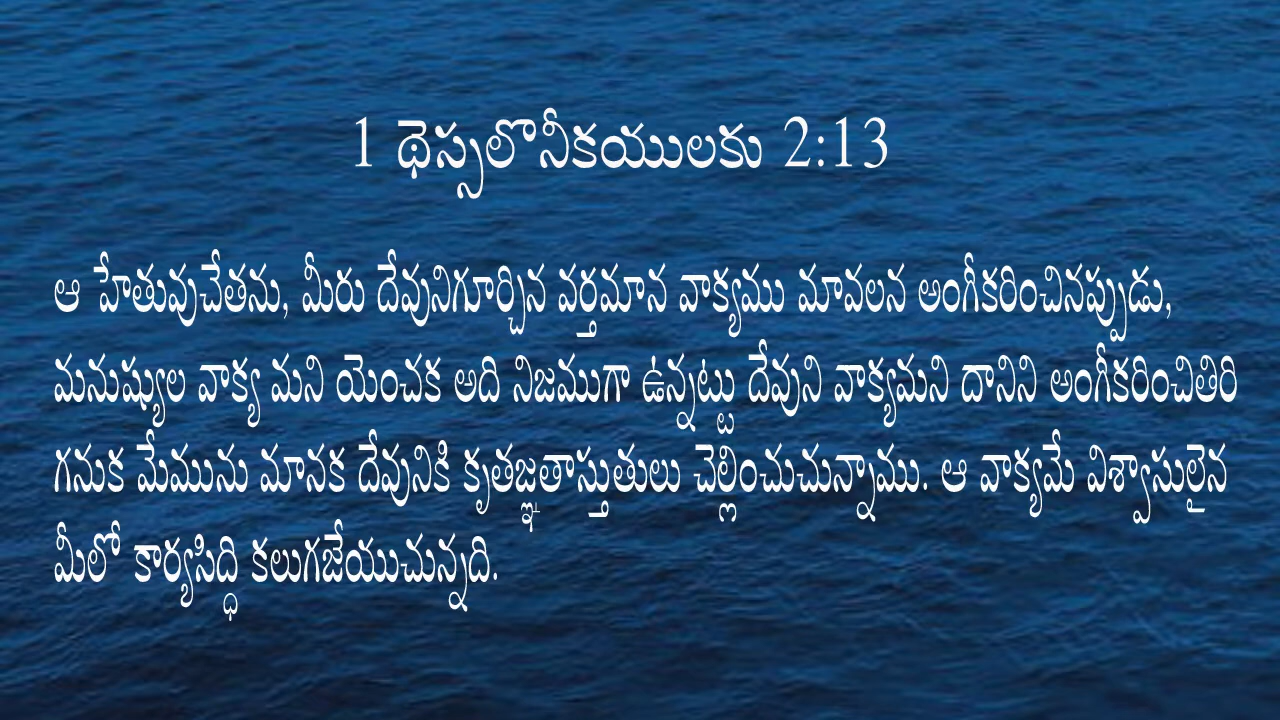 1 థెస్సలొనీకయులకు 2:13
ఆ హేతువుచేతను, మీరు దేవునిగూర్చిన వర్తమాన వాక్యము మావలన అంగీకరించినప్పుడు,
మనుష్యుల వాక్య మని యెంచక అది నిజముగా ఉన్నట్టు దేవుని వాక్యమని దానిని అంగీకరించితిరి
గనుక మేమును మానక దేవునికి కృతజ్ఞతాస్తుతులు చెల్లించుచున్నాము. ఆ వాక్యమే విశ్వాసులైన
మీలో కార్యసిద్ధి కలుగజేయుచున్నది.